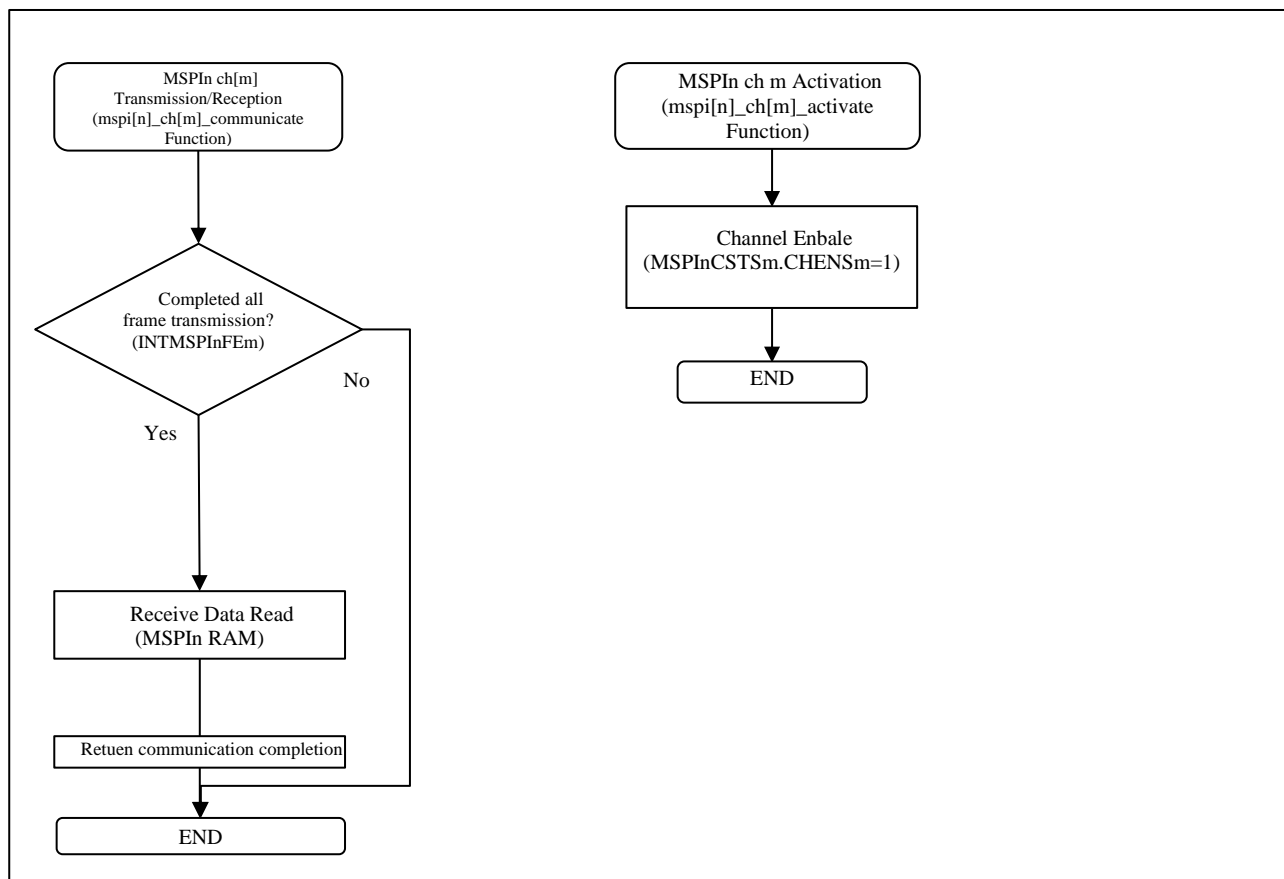 MSPIn ch[m]
Transmission/Reception
(mspi[n]_ch[m]_communicate
Function)
Completed all
frame transmission?
(INTMSPInFEm)
No
Yes
Receive Data Read
(MSPIn RAM)
Retuen communication completion
END
MSPIn ch m Activation
(mspi[n]_ch[m]_activate
Function)
Channel Enbale
(MSPInCSTSm.CHENSm=1)
END